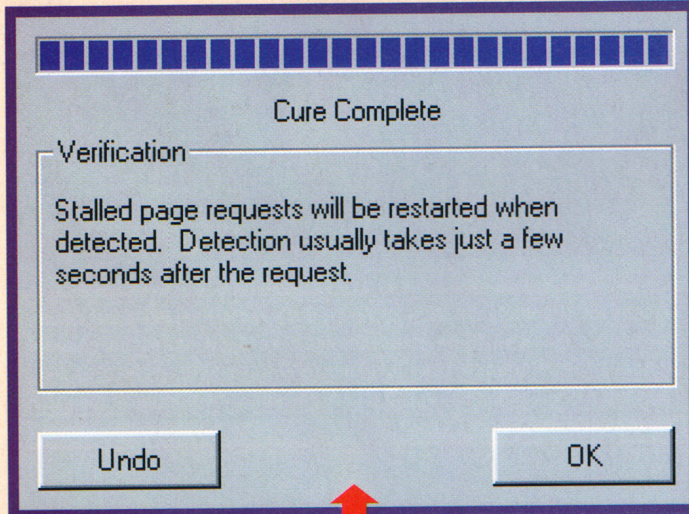 Cure Complete
Verification
Stalled page requests will be restarted when
detected.  Detection usually takes just a few
seconds after the request.
Undo
OK